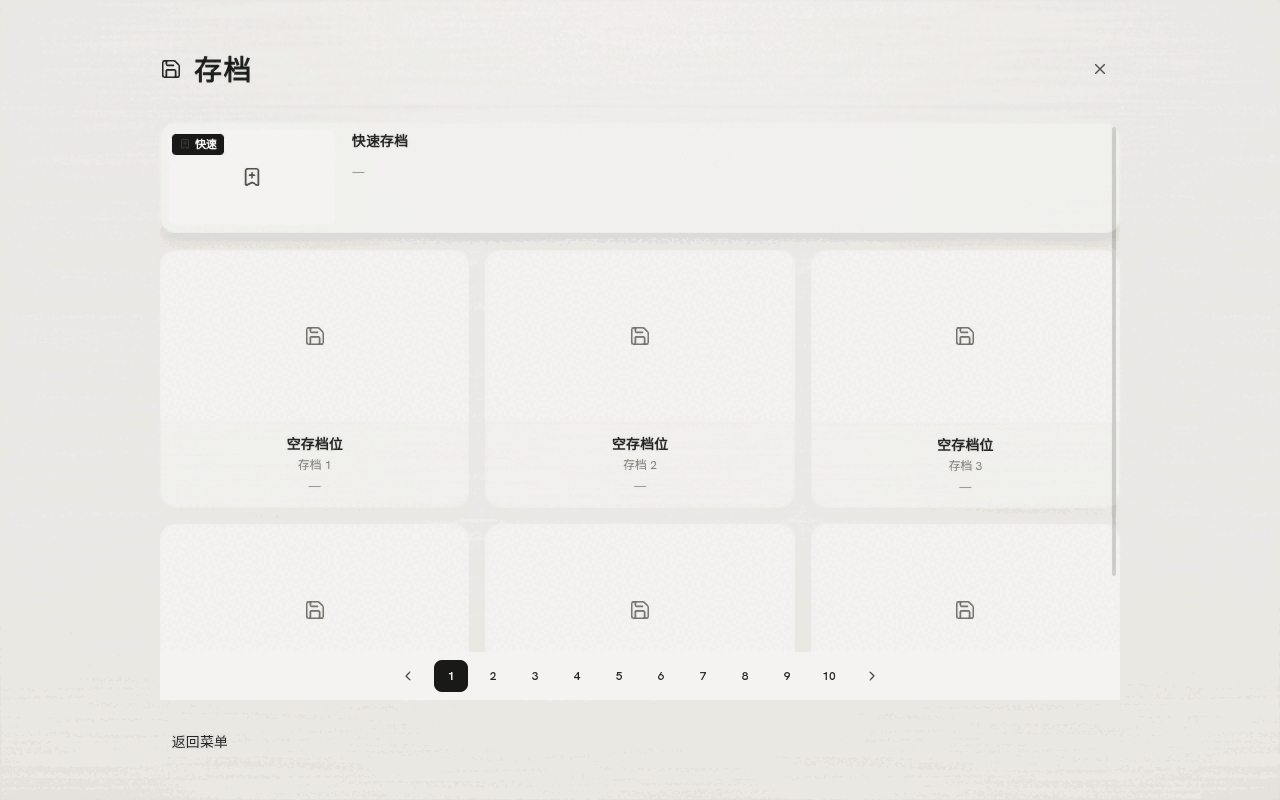 存档
快速
快速存档
—
空存档位
存档 1
—
空存档位
存档 2
—
空存档位
存档 3
—
1 2 3 4 5 6 7 8 9 10
返回菜单